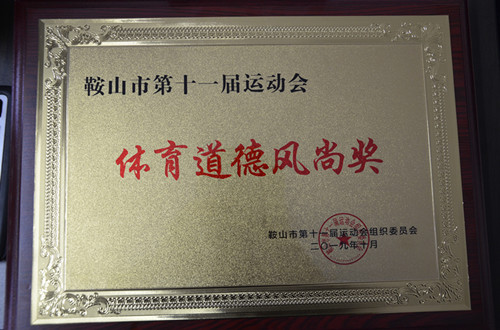 鞍山市第十一届运动会
体育道德风尚奖
鞍山市第十一届运动会组织委员会
二〇一九年十月